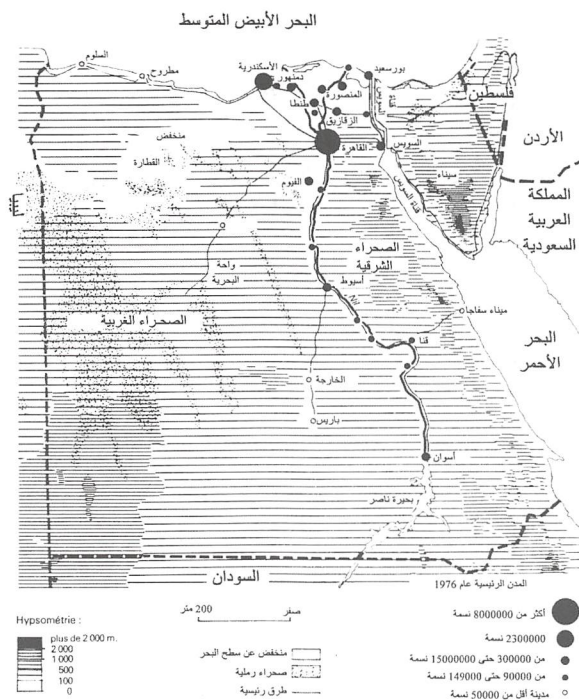 البحر الأبيض المتوسط
السلوم
مطروح
الأسكندرية
دمنهور
بورسعيد
المنصورة
طنطا
الزقازيق
قناة السويس
فلسطين
الأردن
منخفض
القطارة
القاهرة
السويس
سيناء
المملكة
العربية
السعودية
الفيوم
الصحراء
الشرقية
واحة
البحرية
أسيوط
Nil
ميناء سفاجا
الصحراء الغربية
البحر
الأحمر
قنا
الخارجة
باريس
أسوان
بحيرة ناصر
السودان
المدن الرئيسية عام 1976
Hypsométrie :
plus de 2 000 m.
2 000
1 000
500
100
0
صفر
200 متر
منخفض عن سطح البحر
صحراء رملية
طرق رئيسية
أكثر من 8000000 نسمة
2300000 نسمة
من 300000 حتى 15000000 نسمة
من 90000 حتى 149000 نسمة
مدينة أقل من 50000 نسمة